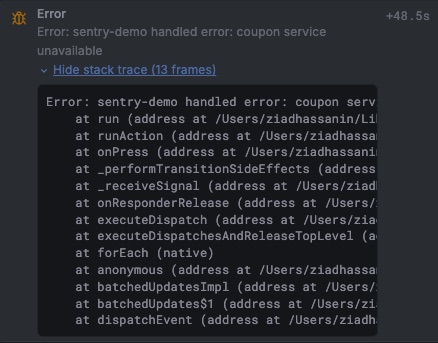 Error
+48.5s
Error: sentry-demo handled error: coupon service
unavailable
Hide stack trace (13 frames)
Error: sentry-demo handled error: coupon serv
at run (address at /Users/ziadhassanin/Li
at runAction (address at /Users/ziadhassa
at onPress (address at /Users/ziadhassani
at _performTransitionSideEffects (address
at _receiveSignal (address at /Users/ziad
at onResponderRelease (address at /Users/
at executeDispatch (address at /Users/zia
at executeDispatchesAndReleaseTopLevel (a
at forEach (native)
at anonymous (address at /Users/ziadhassa
at batchedUpdatesImpl (address at /Users/
at batchedUpdates$1 (address at /Users/zi
at dispatchEvent (address at /Users/ziadh